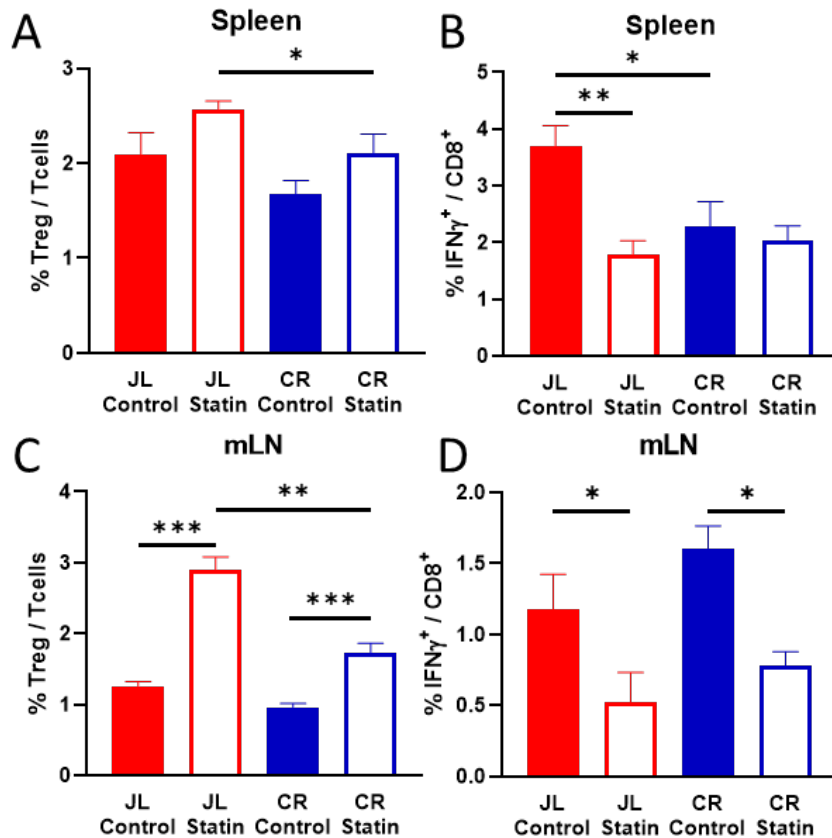 A
Spleen
% Treg / Tcells
3
2
1
0
*
JL
Control
JL
Statin
CR
Control
CR
Statin
B
Spleen
% IFNγ⁺ / CD8⁺
5
4
3
2
1
0
*
**
JL
Control
JL
Statin
CR
Control
CR
Statin
C
mLN
% Treg / Tcells
4
3
2
1
0
**
***
***
JL
Control
JL
Statin
CR
Control
CR
Statin
D
mLN
% IFNγ⁺ / CD8⁺
2.0
1.5
1.0
0.5
0.0
*
*
JL
Control
JL
Statin
CR
Control
CR
Statin